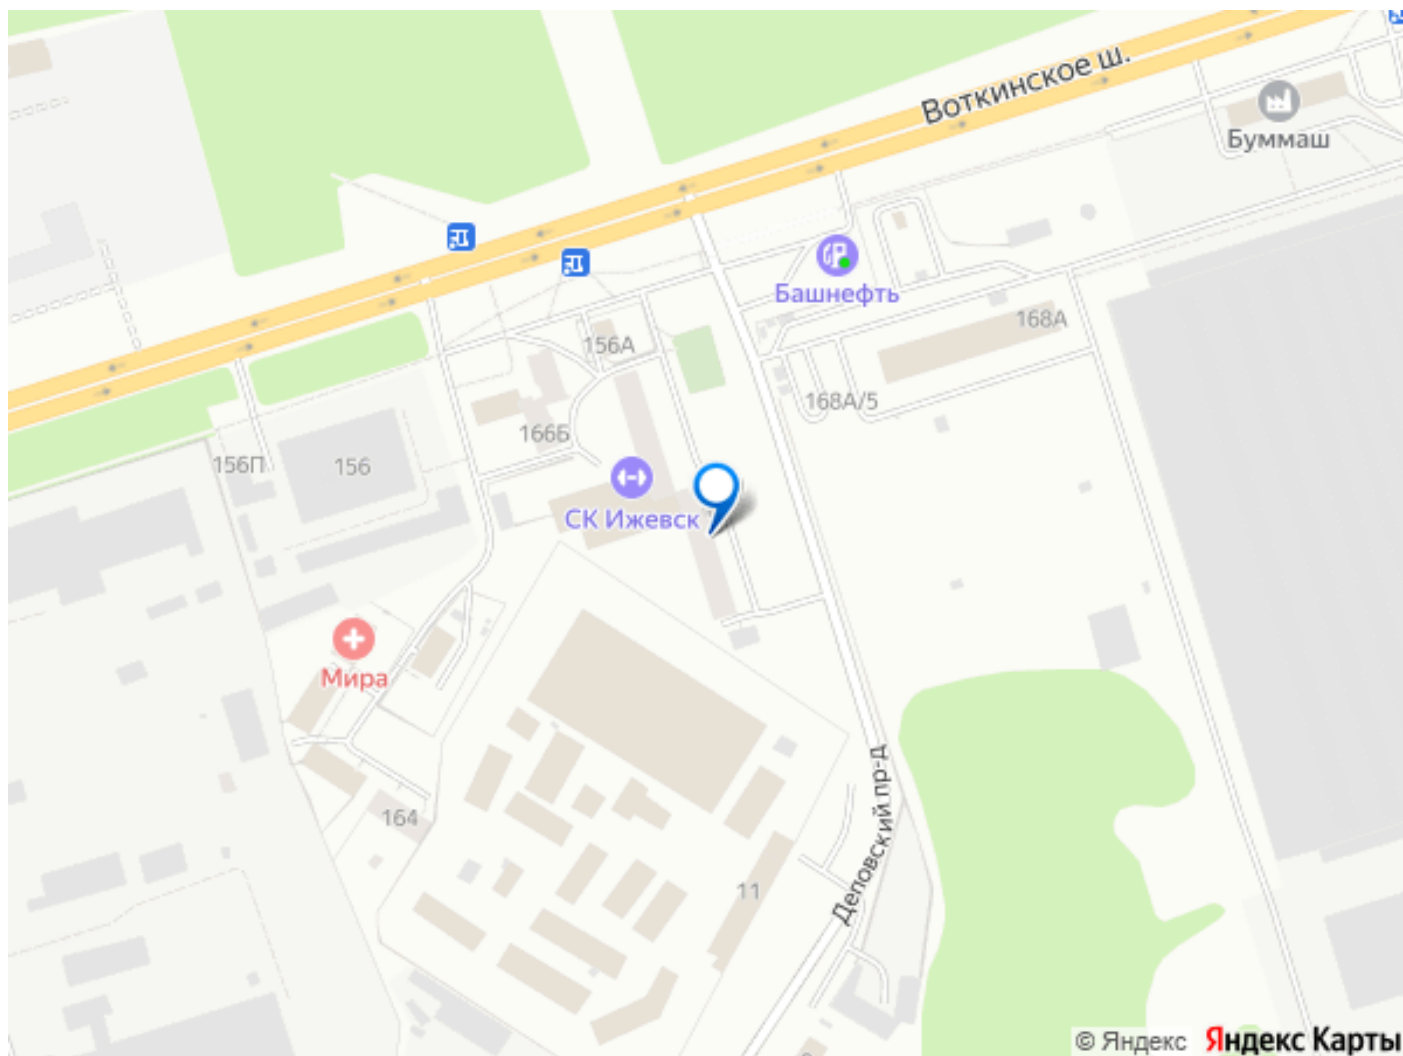 Воткинское ш.
Буммаш
Башнефть
168А
156А
168А/5
166Б
156П
156
СК Ижевск
Мира
164
Деповский пр-д
11
© Яндекс Яндекс Карты